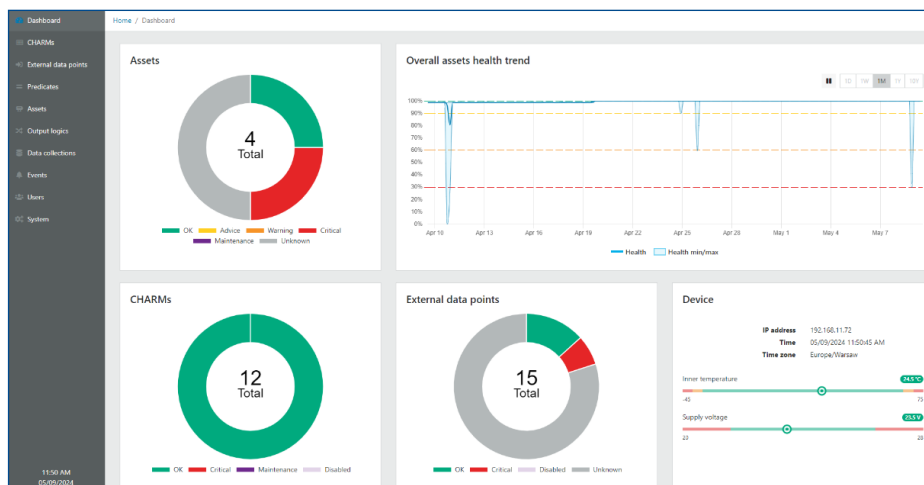 Dashboard
CHARMs
External data points
Predicates
Assets
Output logics
Data collections
Events
Users
System
11:50 AM
05/09/2024
Home / Dashboard
Assets
4
Total
OK Advice Warning Critical
Maintenance Unknown
Overall assets health trend
1D 1W 1M 1Y 10Y
100%
90%
80%
70%
60%
50%
40%
30%
20%
10%
0%
Apr 10 Apr 13 Apr 16 Apr 19 Apr 22 Apr 25 Apr 28 May 1 May 4 May 7
Health Health min/max
CHARMs
12
Total
OK Critical Maintenance Disabled
External data points
15
Total
OK Critical Disabled Unknown
Device
IP address 192.168.11.72
Time 05/09/2024 11:50:45 AM
Time zone Europe/Warsaw
Inner temperature 24.5 °C
-40
Supply voltage 23.5 V
20